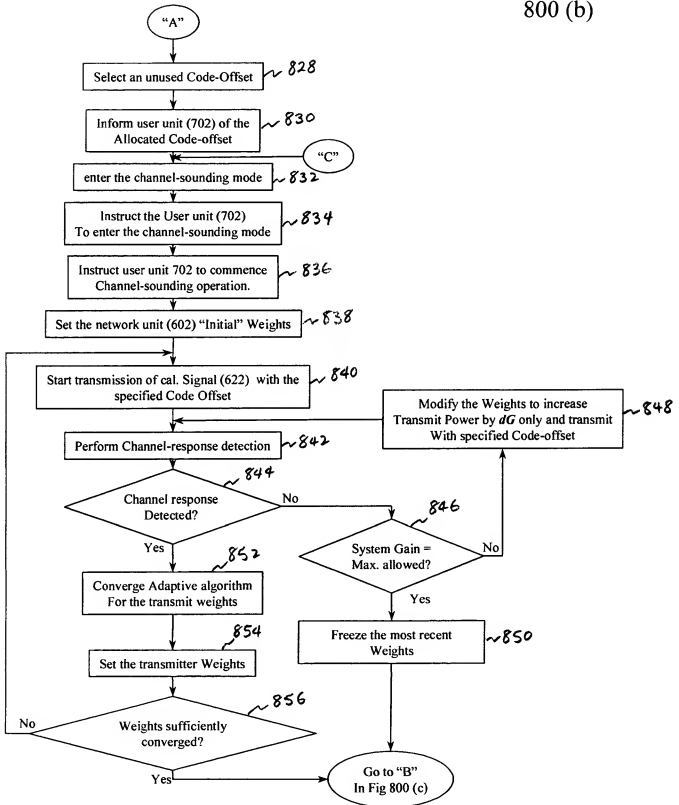 800 (b)
“A”
Select an unused Code-Offset
828
Inform user unit (702) of the
Allocated Code-offset
830
“C”
enter the channel-sounding mode
832
Instruct the User unit (702)
To enter the channel-sounding mode
834
Instruct user unit 702 to commence
Channel-sounding operation.
836
Set the network unit (602) “Initial” Weights
838
Start transmission of cal. Signal (622) with the
specified Code Offset
840
Modify the Weights to increase
Transmit Power by dG only and transmit
With specified Code-offset
848
Perform Channel-response detection
842
844
Channel response
Detected?
No
Yes
846
System Gain =
Max. allowed?
No
Yes
852
Converge Adaptive algorithm
For the transmit weights
Freeze the most recent
Weights
850
854
Set the transmitter Weights
856
No
Weights sufficiently
converged?
Yes
Go to “B”
In Fig 800 (c)